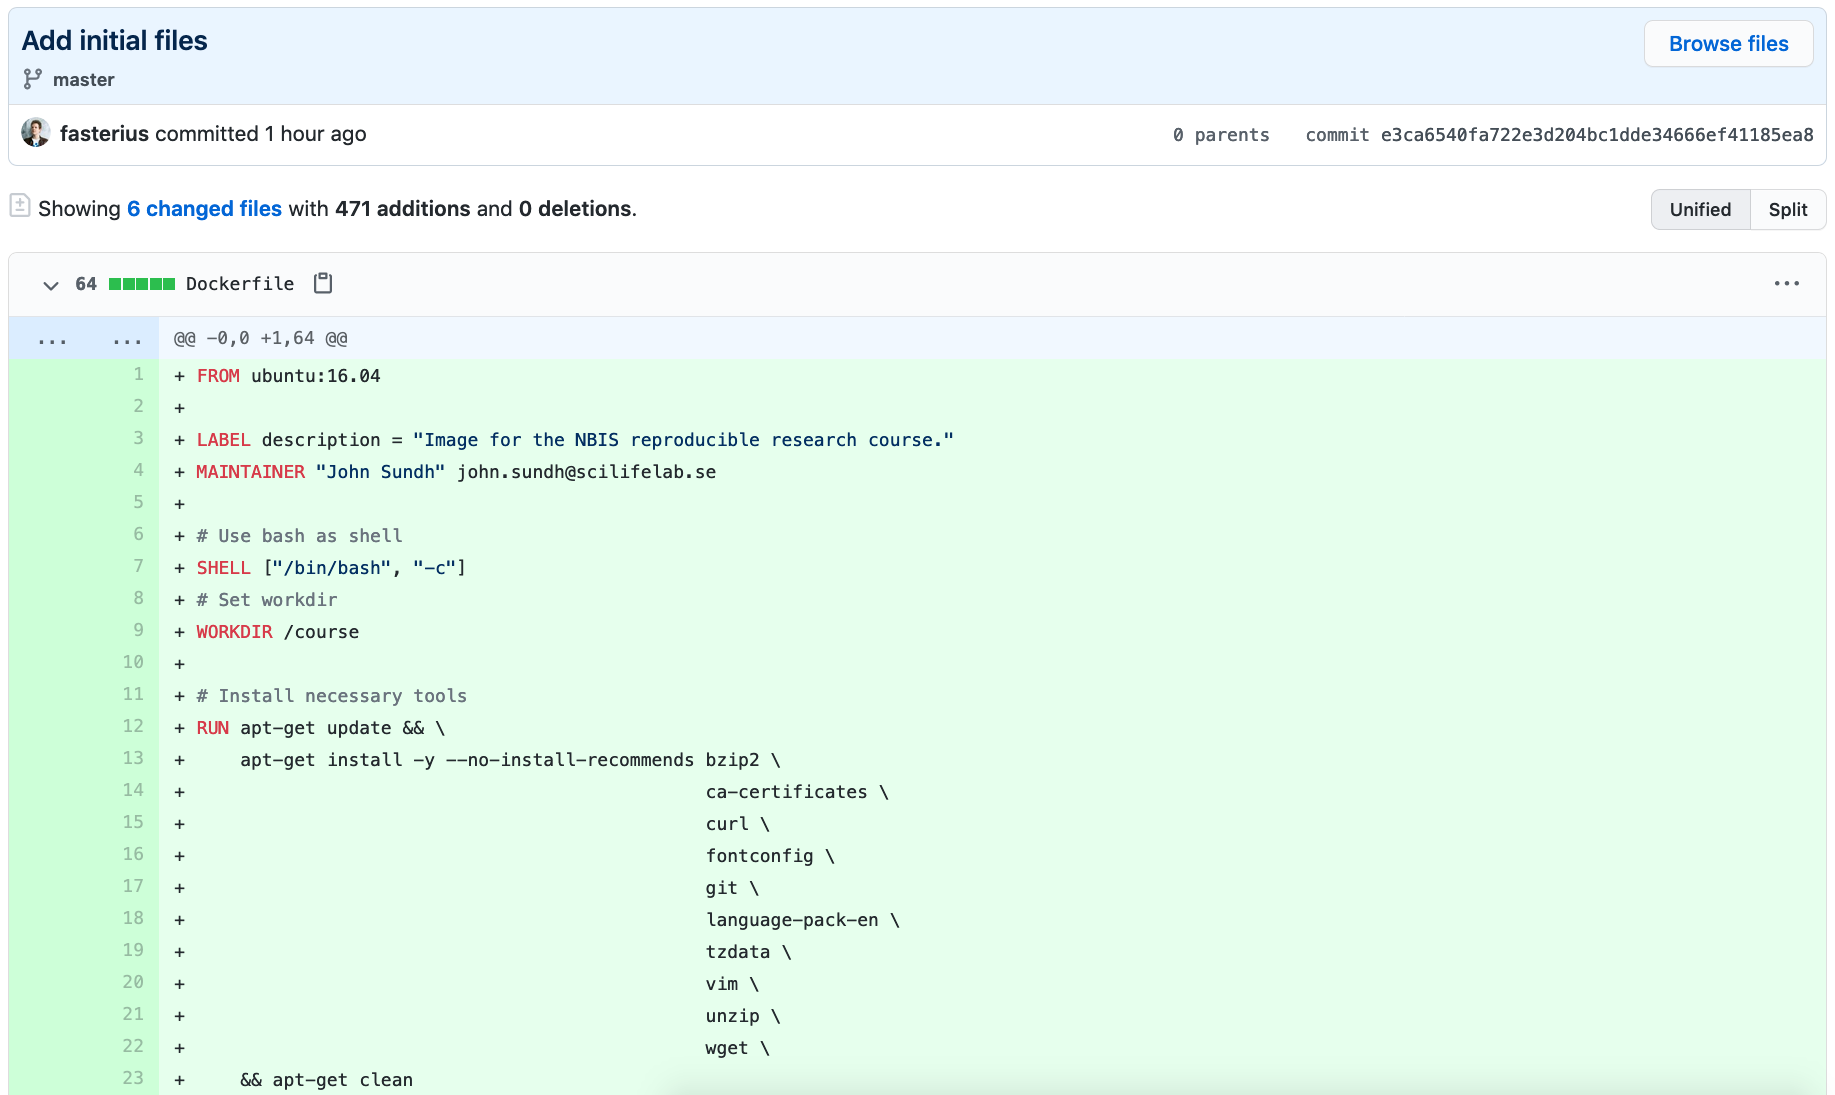 Add initial files
Browse files
master
fasterius committed 1 hour ago
0 parents commit e3ca6540fa722e3d204bc1dde34666ef41185ea8
Showing 6 changed files with 471 additions and 0 deletions.
Unified Split
64 Dockerfile ...
... ... @@ -0,0 +1,64 @@
1 + FROM ubuntu:16.04
2 +
3 + LABEL description = "Image for the NBIS reproducible research course."
4 + MAINTAINER "John Sundh" john.sundh@scilifelab.se
5 +
6 + # Use bash as shell
7 + SHELL ["/bin/bash", "-c"]
8 + # Set workdir
9 + WORKDIR /course
10 +
11 + # Install necessary tools
12 + RUN apt-get update && \
13 +     apt-get install -y --no-install-recommends bzip2 \
14 +                                                ca-certificates \
15 +                                                curl \
16 +                                                fontconfig \
17 +                                                git \
18 +                                                language-pack-en \
19 +                                                tzdata \
20 +                                                vim \
21 +                                                unzip \
22 +                                                wget \
23 +     && apt-get clean